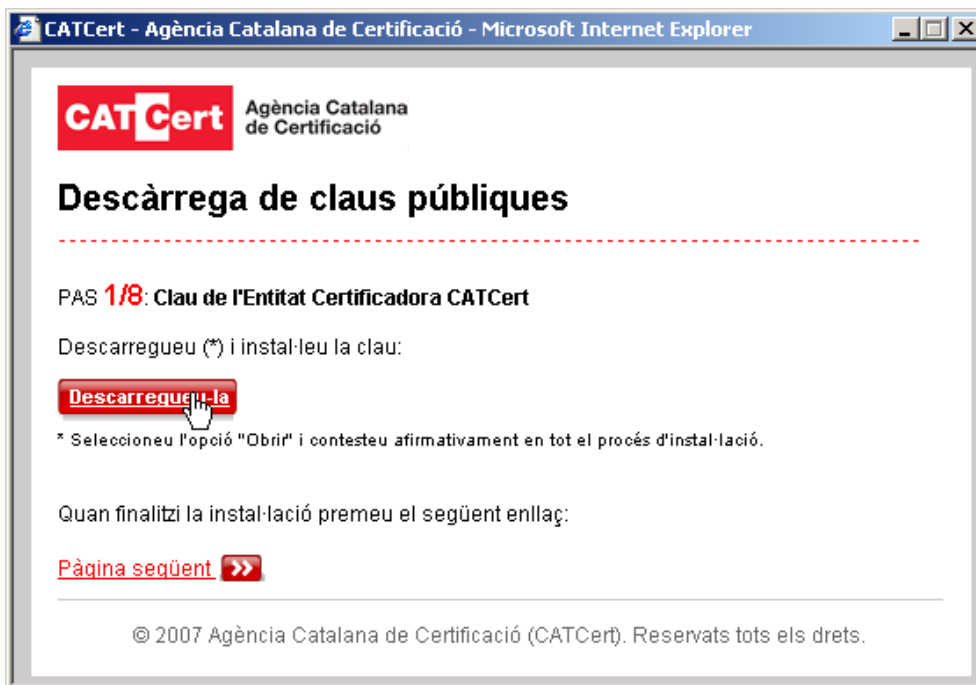 CATCert - Agència Catalana de Certificació - Microsoft Internet Explorer
CATCert Agència Catalana
de Certificació
Descàrrega de claus públiques
PAS 1/8: Clau de l'Entitat Certificadora CATCert
Descarregueu (*) i instal·leu la clau:
Descarregueu-la
* Seleccioneu l'opció "Obrir" i contesteu afirmativament en tot el procés d'instal·lació.
Quan finalitzi la instal·lació premeu el següent enllaç:
Pàgina següent
© 2007 Agència Catalana de Certificació (CATCert). Reservats tots els drets.